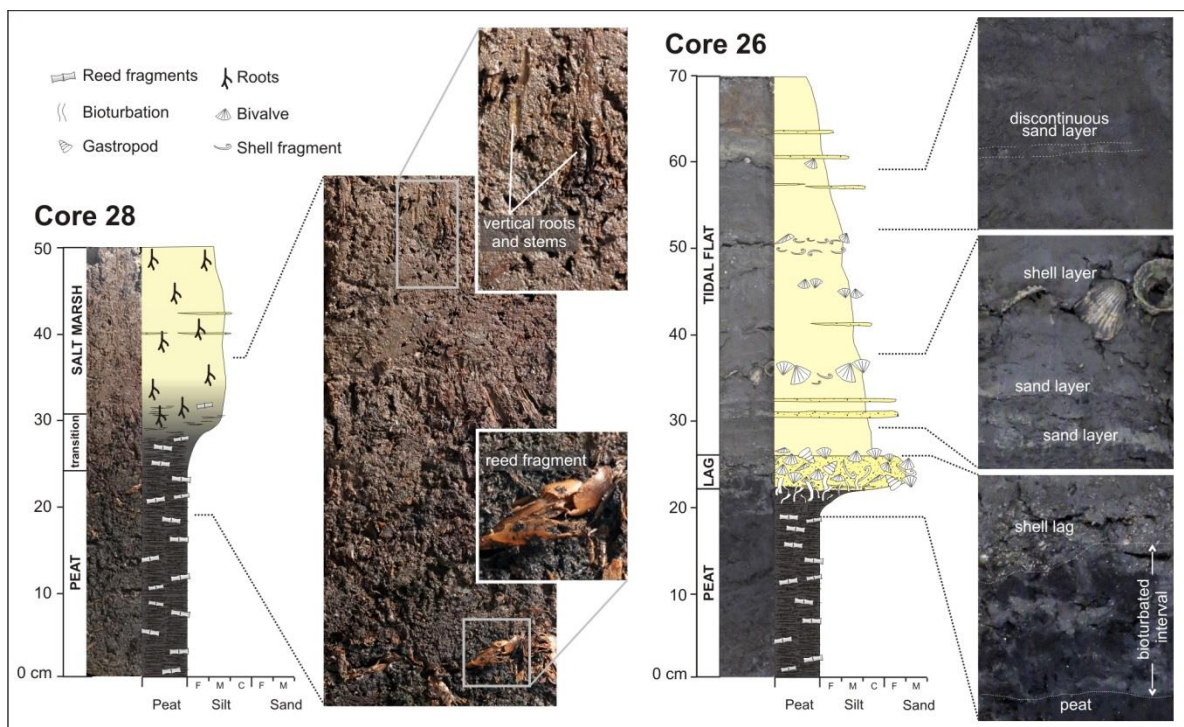 Reed fragments
Roots
Bioturbation
Bivalve
Gastropod
Shell fragment
Core 28
50
40
30
20
10
0 cm
SALT MARSH
transition
PEAT
F M C F M
Peat Silt Sand
vertical roots
and stems
reed fragment
Core 26
70
60
50
40
30
20
10
0 cm
TIDAL FLAT
LAG
PEAT
F M C F M
Peat Silt Sand
discontinuous
sand layer
shell layer
sand layer
sand layer
shell lag
bioturbated
interval
peat